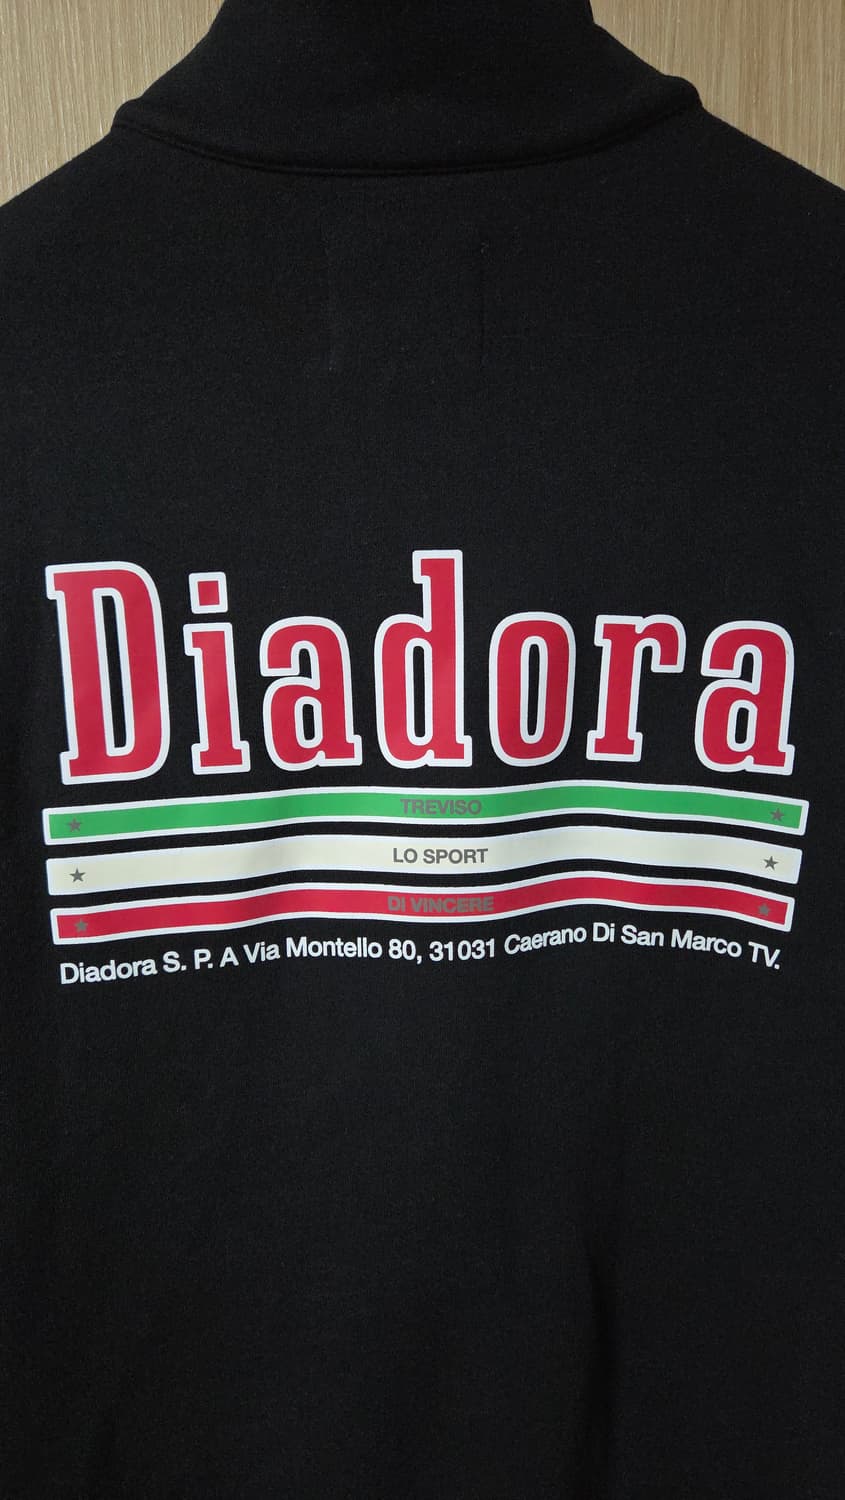 Diadora
TREVISO
LO SPORT
DI VINCERE
Diadora S. P. A Via Montello 80, 31031 Caerano Di San Marco TV.